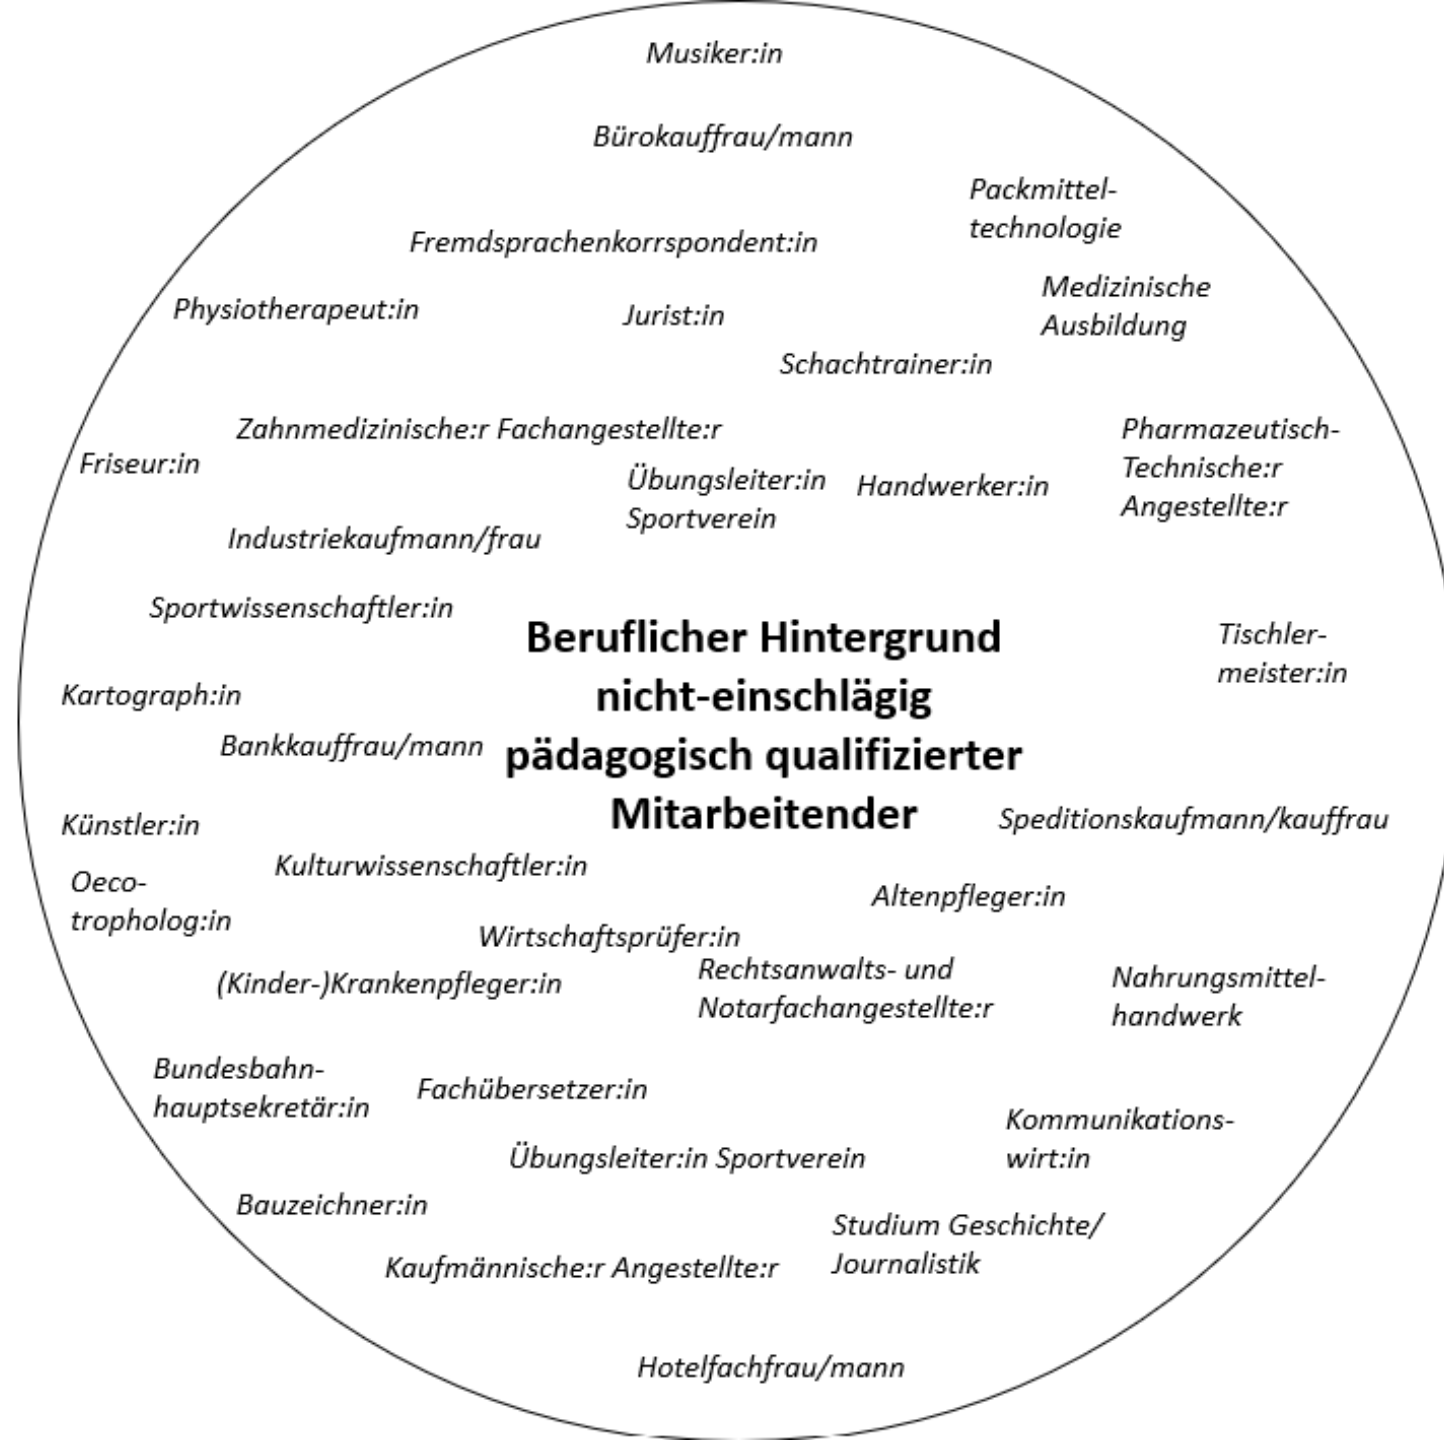 Musiker:in
Bürokauffrau/mann
Packmittel-
technologie
Fremdsprachenkorrspondent:in
Medizinische
Ausbildung
Physiotherapeut:in
Jurist:in
Schachtrainer:in
Zahnmedizinische:r Fachangestellte:r
Pharmazeutisch-
Technische:r
Angestellte:r
Friseur:in
Übungsleiter:in
Sportverein
Handwerker:in
Industriekaufmann/frau
Sportwissenschaftler:in
Beruflicher Hintergrund
nicht-einschlägig
pädagogisch qualifizierter
Mitarbeitender
Tischler-
meister:in
Kartograph:in
Bankkauffrau/mann
Künstler:in
Speditionskaufmann/kauffrau
Kulturwissenschaftler:in
Oeco-
tropholog:in
Altenpfleger:in
Wirtschaftsprüfer:in
(Kinder-)Krankenpfleger:in
Rechtsanwalts- und
Notarfachangestellte:r
Nahrungsmittel-
handwerk
Bundesbahn-
hauptsekretär:in
Fachübersetzer:in
Kommunikations-
wirt:in
Übungsleiter:in Sportverein
Bauzeichner:in
Studium Geschichte/
Journalistik
Kaufmännische:r Angestellte:r
Hotelfachfrau/mann